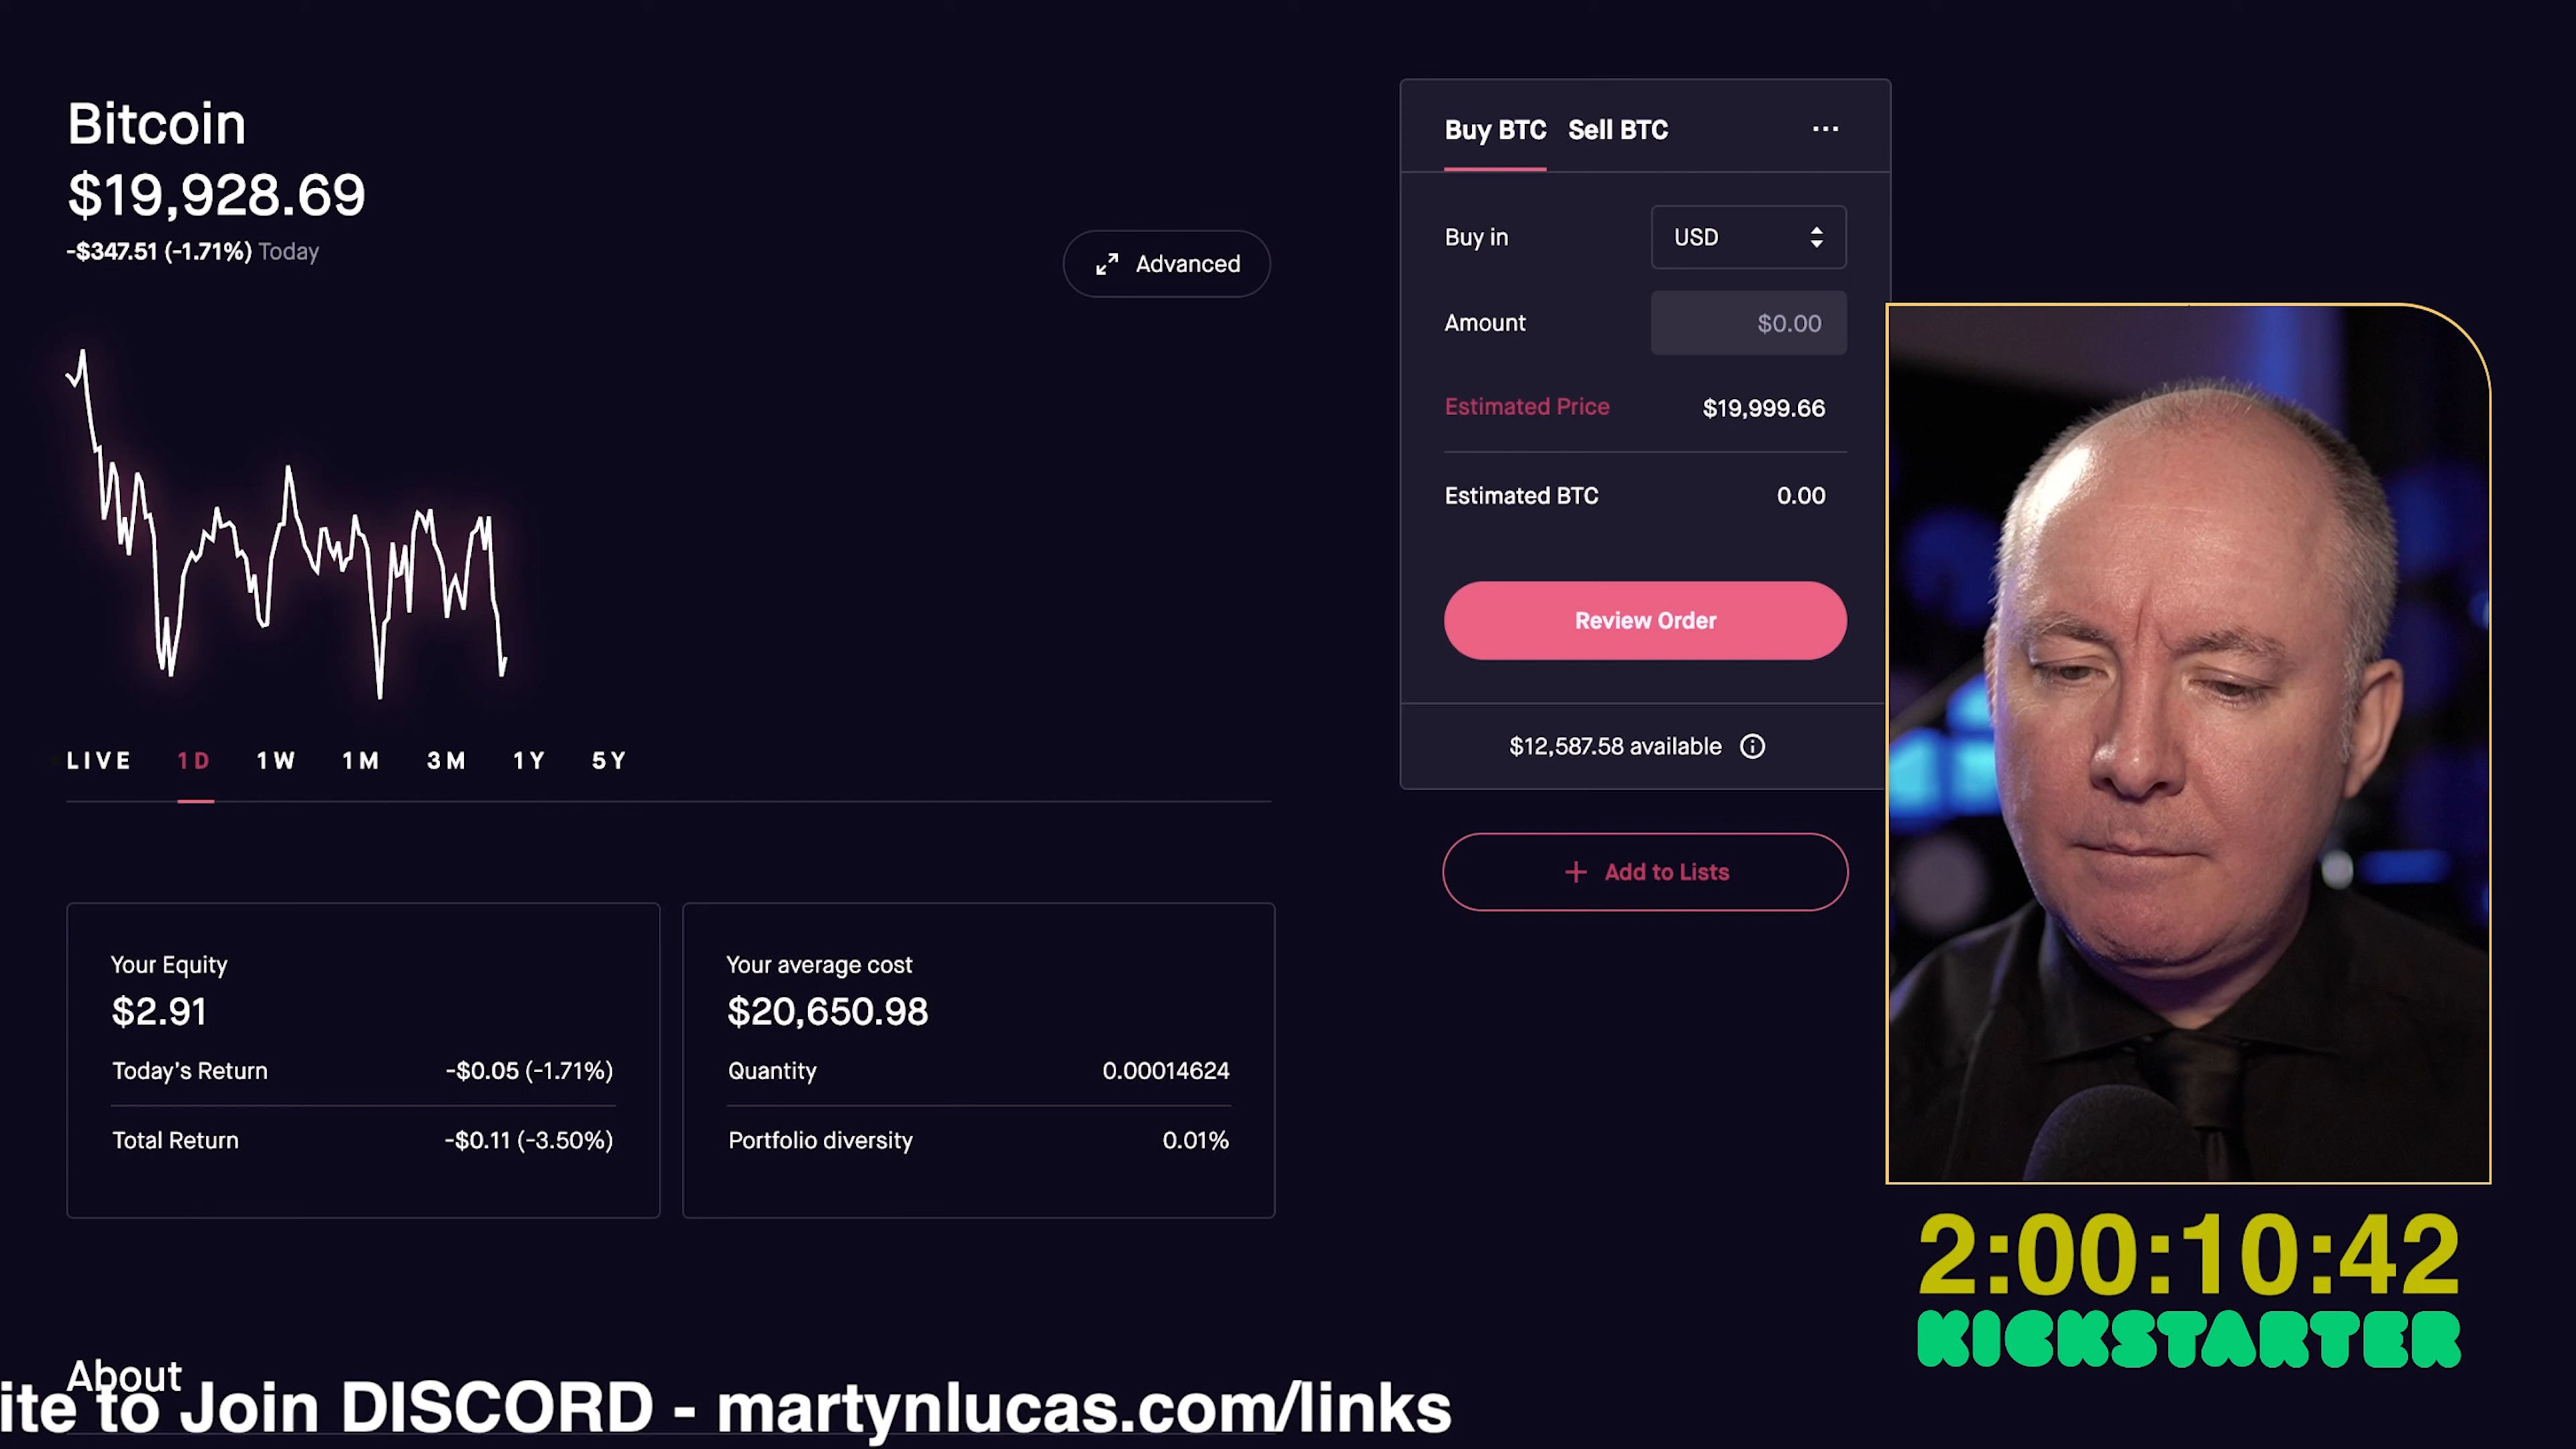 Bitcoin
$19,928.69
-$347.51 (-1.71%) Today
Advanced
LIVE 1D 1W 1M 3M 1Y 5Y
Your Equity
$2.91
Today's Return -$0.05 (-1.71%)
Total Return -$0.11 (-3.50%)
Your average cost
$20,650.98
Quantity 0.00014624
Portfolio diversity 0.01%
About
Buy BTC Sell BTC ...
Buy in USD
Amount $0.00
Estimated Price $19,999.66
Estimated BTC 0.00
Review Order
$12,587.58 available
+ Add to Lists
2:00:10:42
KICKSTARTER
ite to Join DISCORD - martynlucas.com/links